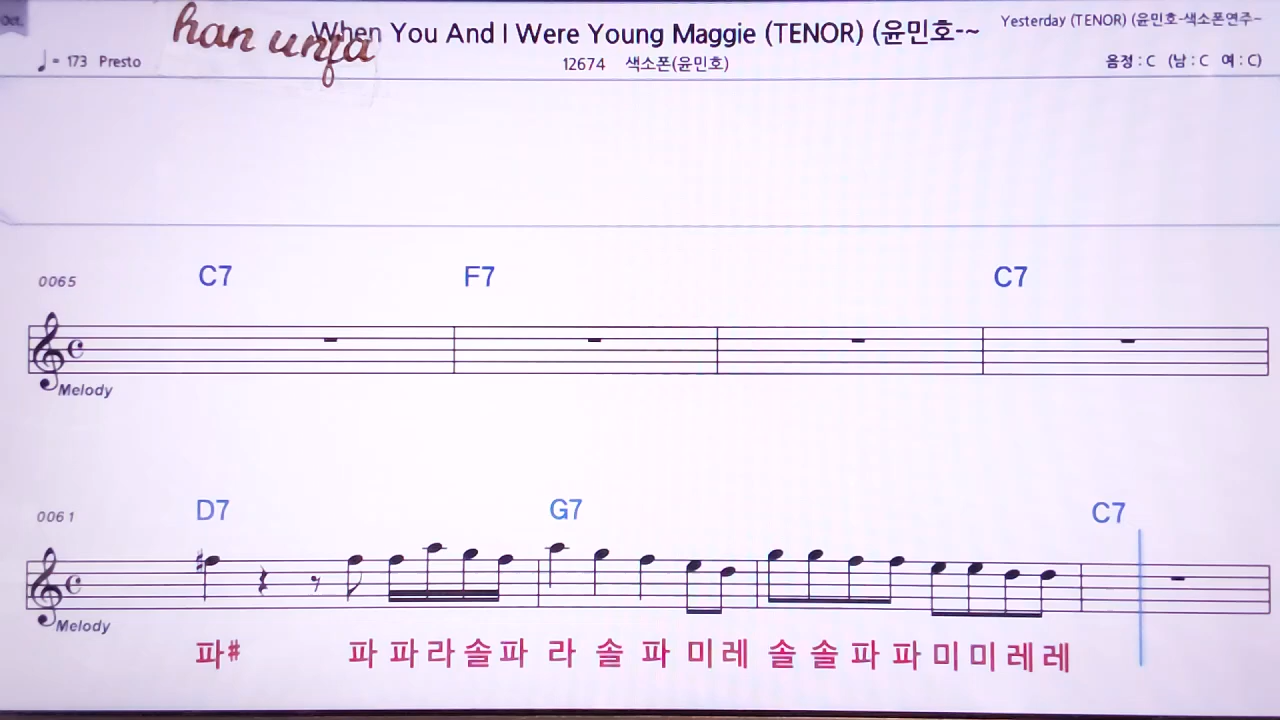 Oct.
han unfa
When You And I Were Young Maggie (TENOR) (윤민호-~
Yesterday (TENOR) (윤민호-색소폰연주-
♩ = 173 Presto
12674 색소폰(윤민호)
음정 : C (남 : C 여 : C)
0065 C7 F7 C7
Melody
0061 D7 G7 C7
Melody
파# 파 파 라 솔 파 라 솔 파 미 레 솔 솔 파 파 미 미 레 레